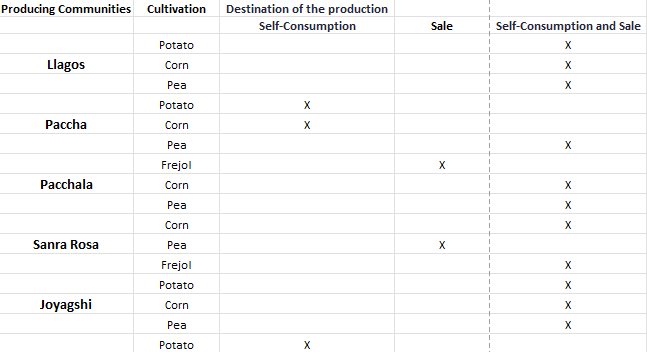 Producing Communities Cultivation Destination of the production
Self-Consumption Sale Self-Consumption and Sale
Potato X
Llagos Corn X
Pea X
Potato X
Paccha Corn X
Pea X
Frejol X
Pacchala Corn X
Pea X
Corn X
Sanra Rosa Pea X
Frejol X
Potato X
Joyagshi Corn X
Pea X
Potato X